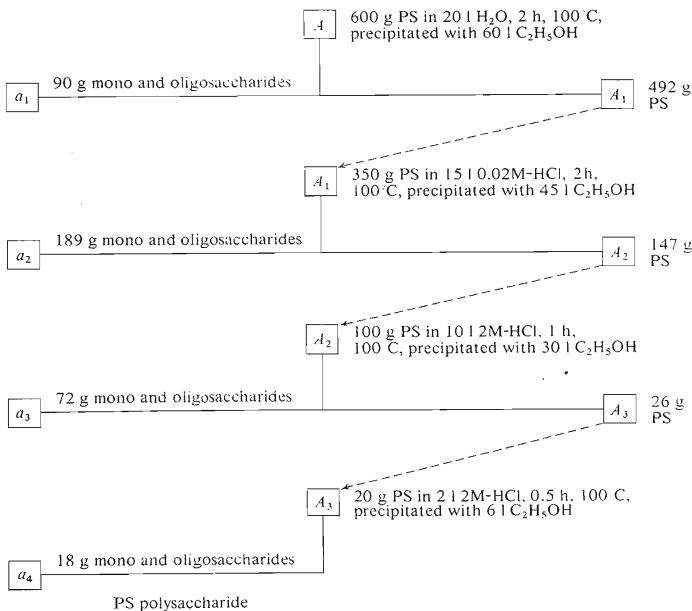 A
600 g PS in 20 l H₂O, 2 h, 100°C,
precipitated with 60 l C₂H₅OH
a₁
90 g mono and oligosaccharides
A₁
492 g
PS
A₁
350 g PS in 15 l 0.02M-HCl, 2h,
100°C, precipitated with 45 l C₂H₅OH
a₂
189 g mono and oligosaccharides
A₂
147 g
PS
A₂
100 g PS in 10 l 2M-HCl, 1 h,
100 C, precipitated with 30 l C₂H₅OH
a₃
72 g mono and oligosaccharides
A₃
26 g
PS
A₃
20 g PS in 2 l 2M-HCl, 0.5 h, 100 C,
precipitated with 6 l C₂H₅OH
a₄
18 g mono and oligosaccharides
PS polysaccharide